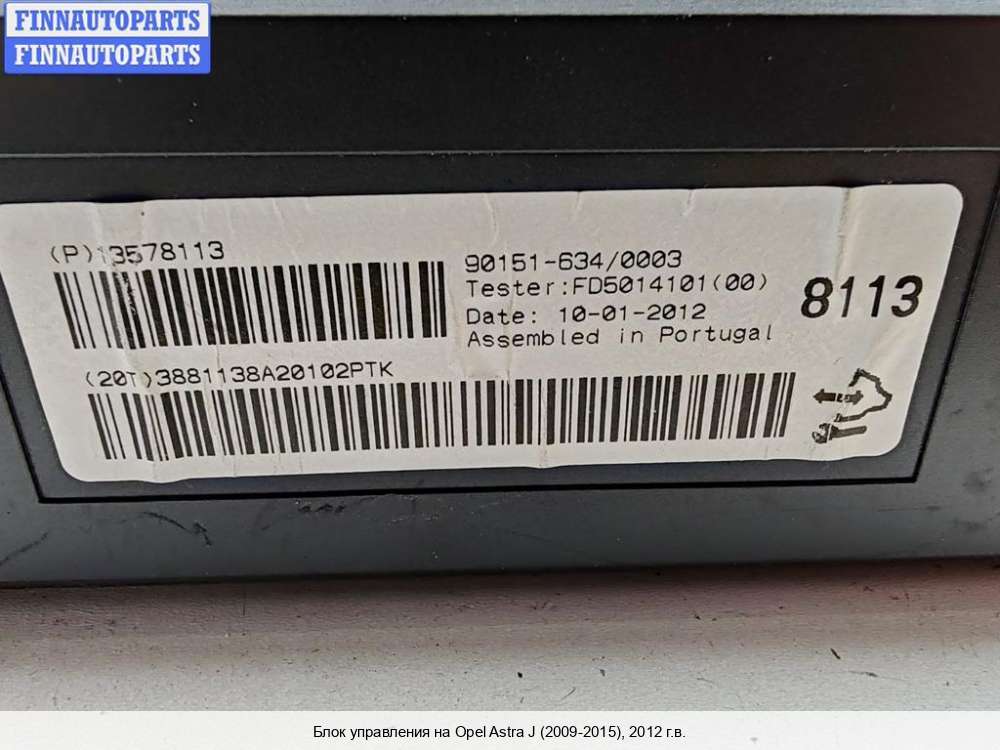 FINNAUTOPARTS
FINNAUTOPARTS
(P)13578113
90151-634/0003
Tester:FD5014101(00)
Date: 10-01-2012
Assembled in Portugal
8113
(20T)3881138A20102PTK
Блок управления на Opel Astra J (2009-2015), 2012 г.в.